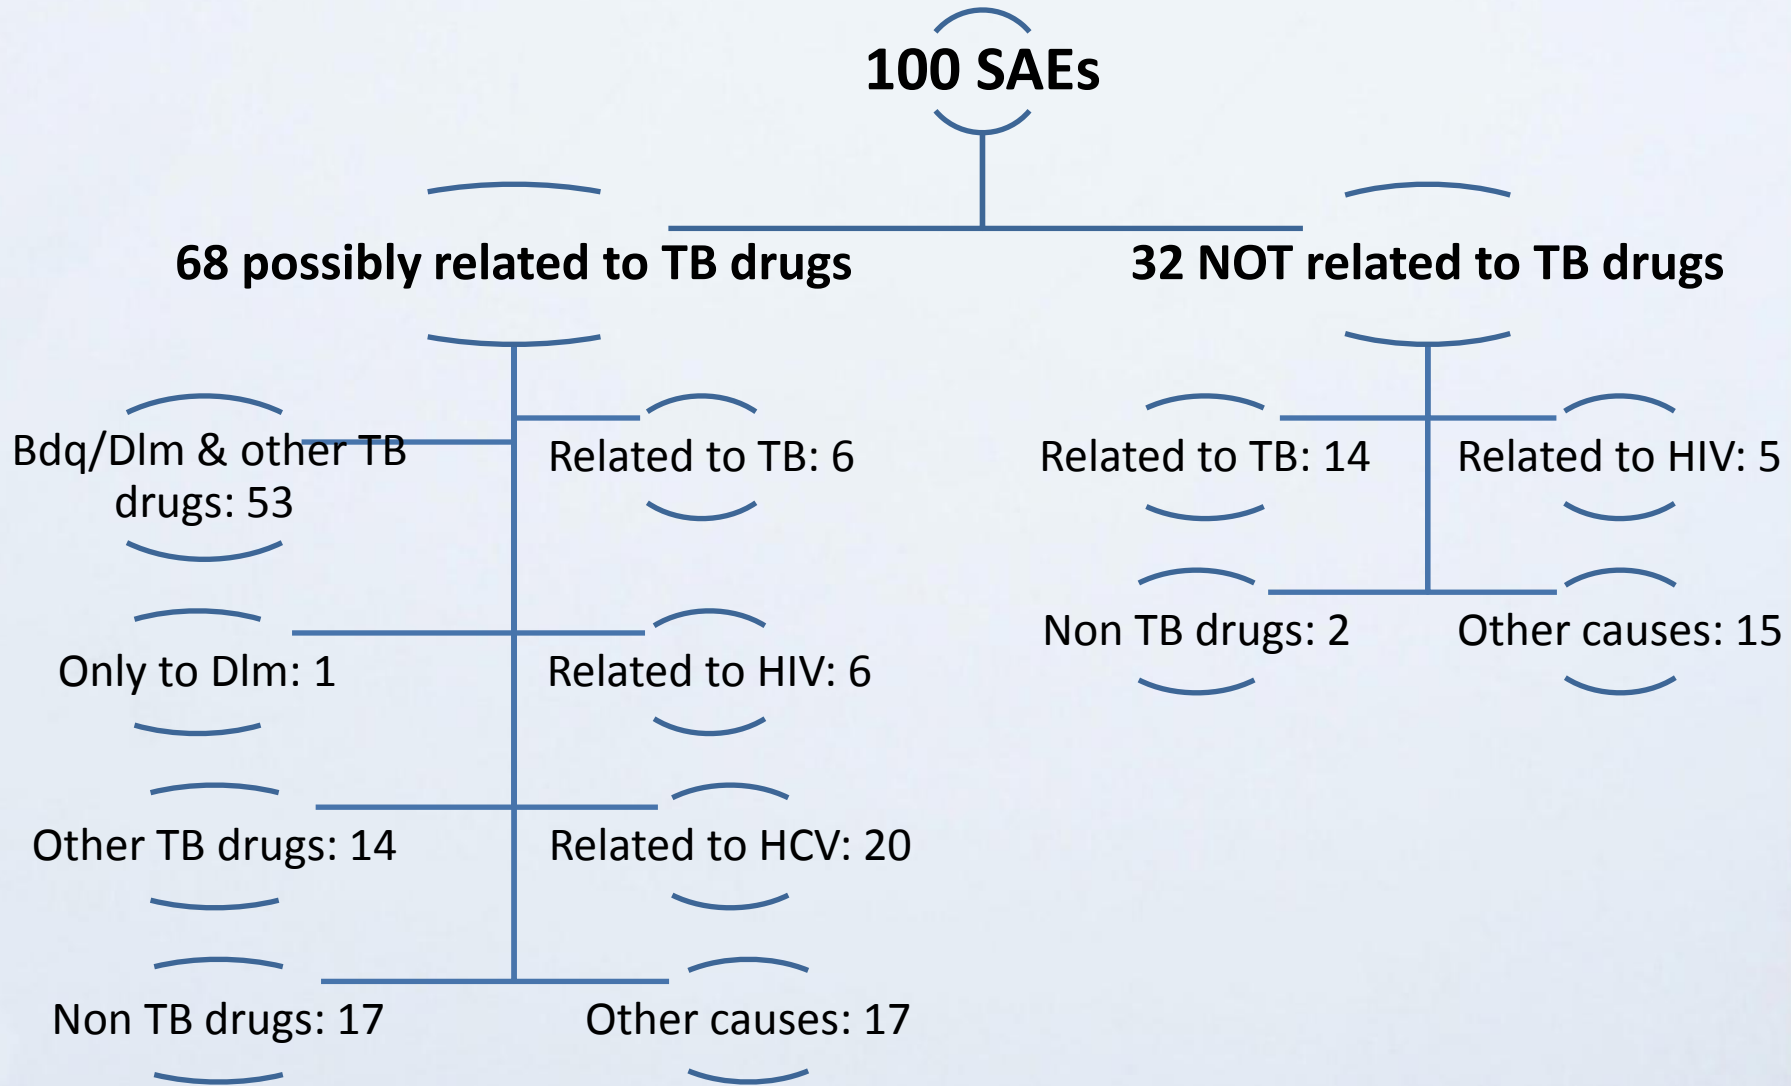 100 SAEs
68 possibly related to TB drugs
32 NOT related to TB drugs
Bdq/Dlm & other TB
drugs: 53
Related to TB: 6
Only to Dlm: 1
Related to HIV: 6
Other TB drugs: 14
Related to HCV: 20
Non TB drugs: 17
Other causes: 17
Related to TB: 14
Related to HIV: 5
Non TB drugs: 2
Other causes: 15